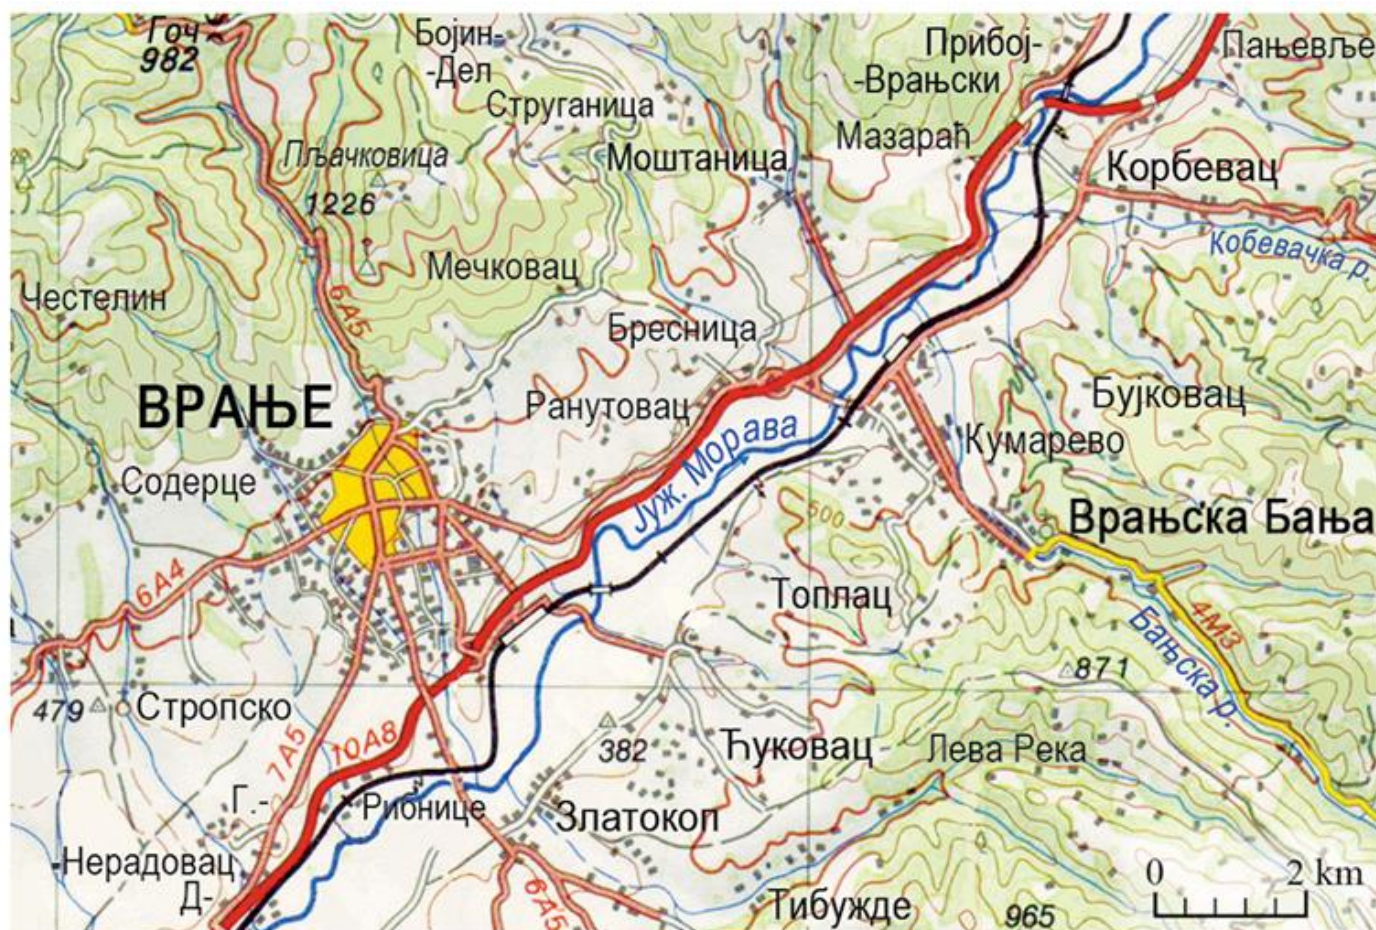 Гоч
982
Бојин-
-Дел
Прибој-
-Врањски
Пањевље
Струганица
Мазараћ
Пљачковица
Моштаница
Корбевац
1226
Кобевачка р.
Мечковац
Честелин
6А5
Бресница
ВРАЊЕ
Ранутовац
Бујковац
Јуж. Морава
Кумарево
Содерце
500
Врањска Бања
6А4
Топлац
4М3
Бањска р.
871
479
Стропско
10А8
7А5
382
Ћуковац
Лева Река
Г.-
Рибнице
Златокоп
-Нерадовац
Д-
6А5
Тибужде
965
0 2 km